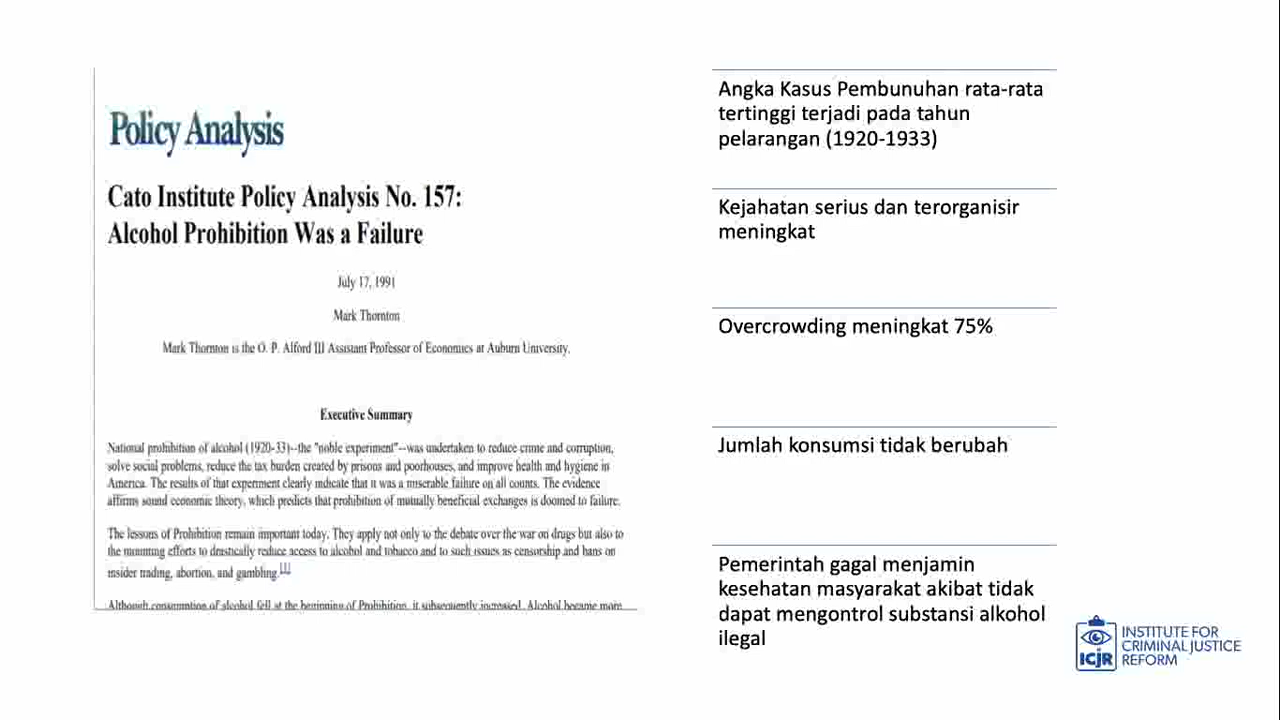 Policy Analysis
Cato Institute Policy Analysis No. 157:
Alcohol Prohibition Was a Failure
July 17, 1991
Mark Thornton
Mark Thornton is the O. P. Alford III Assistant Professor of Economics at Auburn University.
Executive Summary
National prohibition of alcohol (1920-33)--the "noble experiment"--was undertaken to reduce crime and corruption,
solve social problems, reduce the tax burden created by prisons and poorhouses, and improve health and hygiene in
America. The results of that experiment clearly indicate that it was a miserable failure on all counts. The evidence
affirms sound economic theory, which predicts that prohibition of mutually beneficial exchanges is doomed to failure.
The lessons of Prohibition remain important today. They apply not only to the debate over the war on drugs but also to
the mounting efforts to drastically reduce access to alcohol and tobacco and to such issues as censorship and bans on
insider trading, abortion, and gambling.[1]
Although consumption of alcohol fell at the beginning of Prohibition, it subsequently increased. Alcohol became more
Angka Kasus Pembunuhan rata-rata
tertinggi terjadi pada tahun
pelarangan (1920-1933)
Kejahatan serius dan terorganisir
meningkat
Overcrowding meningkat 75%
Jumlah konsumsi tidak berubah
Pemerintah gagal menjamin
kesehatan masyarakat akibat tidak
dapat mengontrol substansi alkohol
ilegal
ICJR
INSTITUTE FOR
CRIMINAL JUSTICE
REFORM